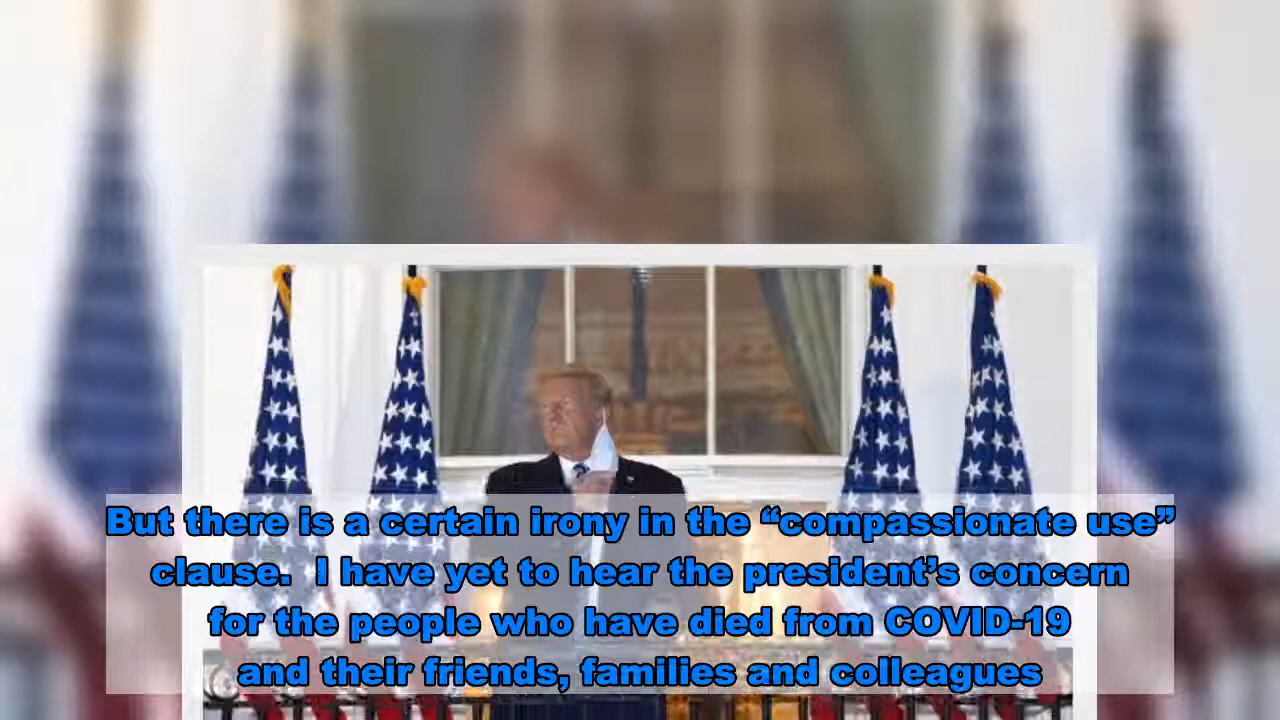 But there is a certain irony in the “compassionate use”
clause.  I have yet to hear the president’s concern
for the people who have died from COVID-19
and their friends, families and colleagues